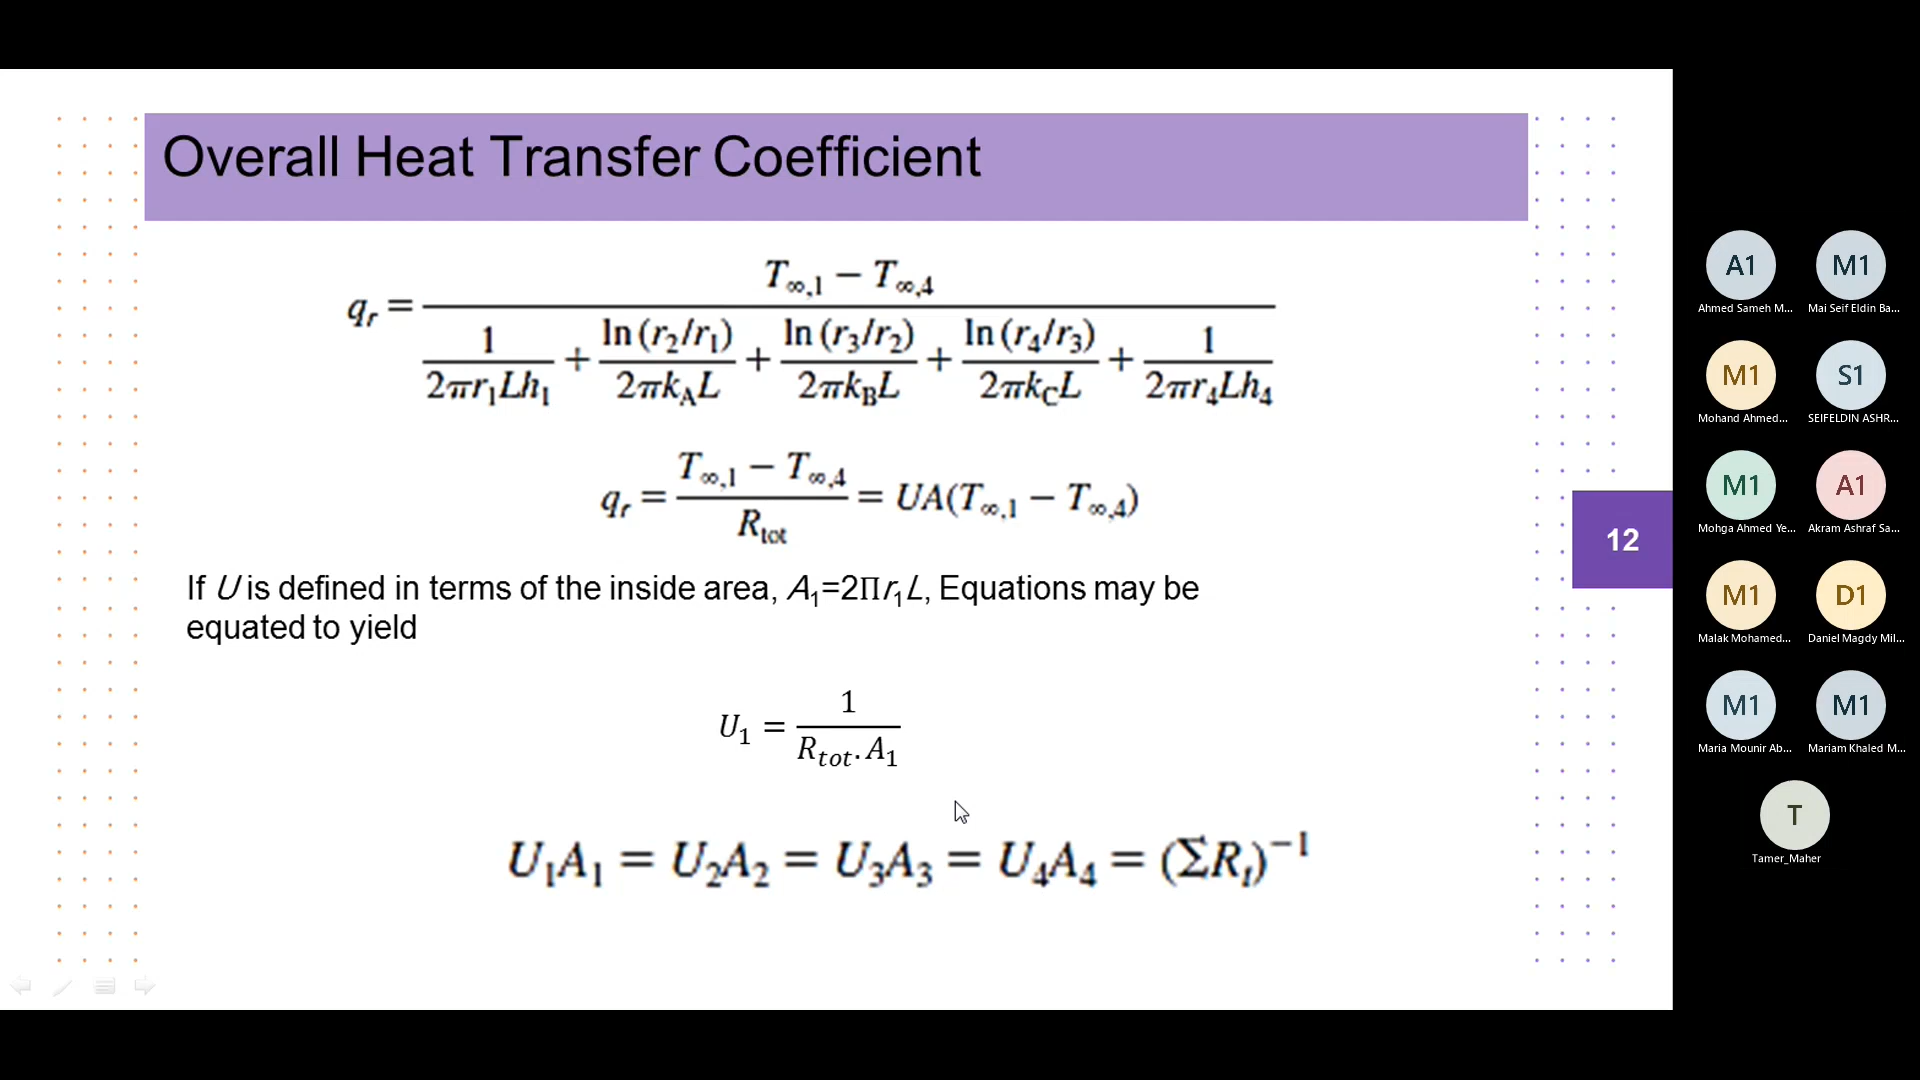 Overall Heat Transfer Coefficient
qᵣ = (T∞,1 − T∞,4) / (1/(2πr₁Lh₁) + ln (r₂/r₁)/(2πk_A L) + ln (r₃/r₂)/(2πk_B L) + ln (r₄/r₃)/(2πk_C L) + 1/(2πr₄Lh₄))
qᵣ = (T∞,1 − T∞,4)/R_tot = UA(T∞,1 − T∞,4)
If U is defined in terms of the inside area, A₁=2Πr₁L, Equations may be
equated to yield
U₁ = 1/(R_tot.A₁)
U₁A₁ = U₂A₂ = U₃A₃ = U₄A₄ = (ΣRₜ)⁻¹
12
A1 M1
Ahmed Sameh M... Mai Seif Eldin Ba...
M1 S1
Mohand Ahmed... SEIFELDIN ASHR...
M1 A1
Mohga Ahmed Ye... Akram Ashraf Sa...
M1 D1
Malak Mohamed... Daniel Magdy Mil...
M1 M1
Maria Mounir Ab... Mariam Khaled M...
T
Tamer_Maher